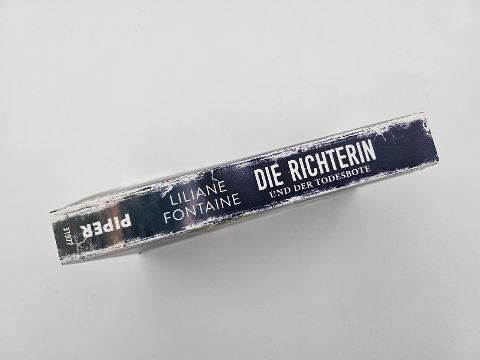 LILIANE
FONTAINE
DIE RICHTERIN
UND DER TODESBOTE
PIPER
31977